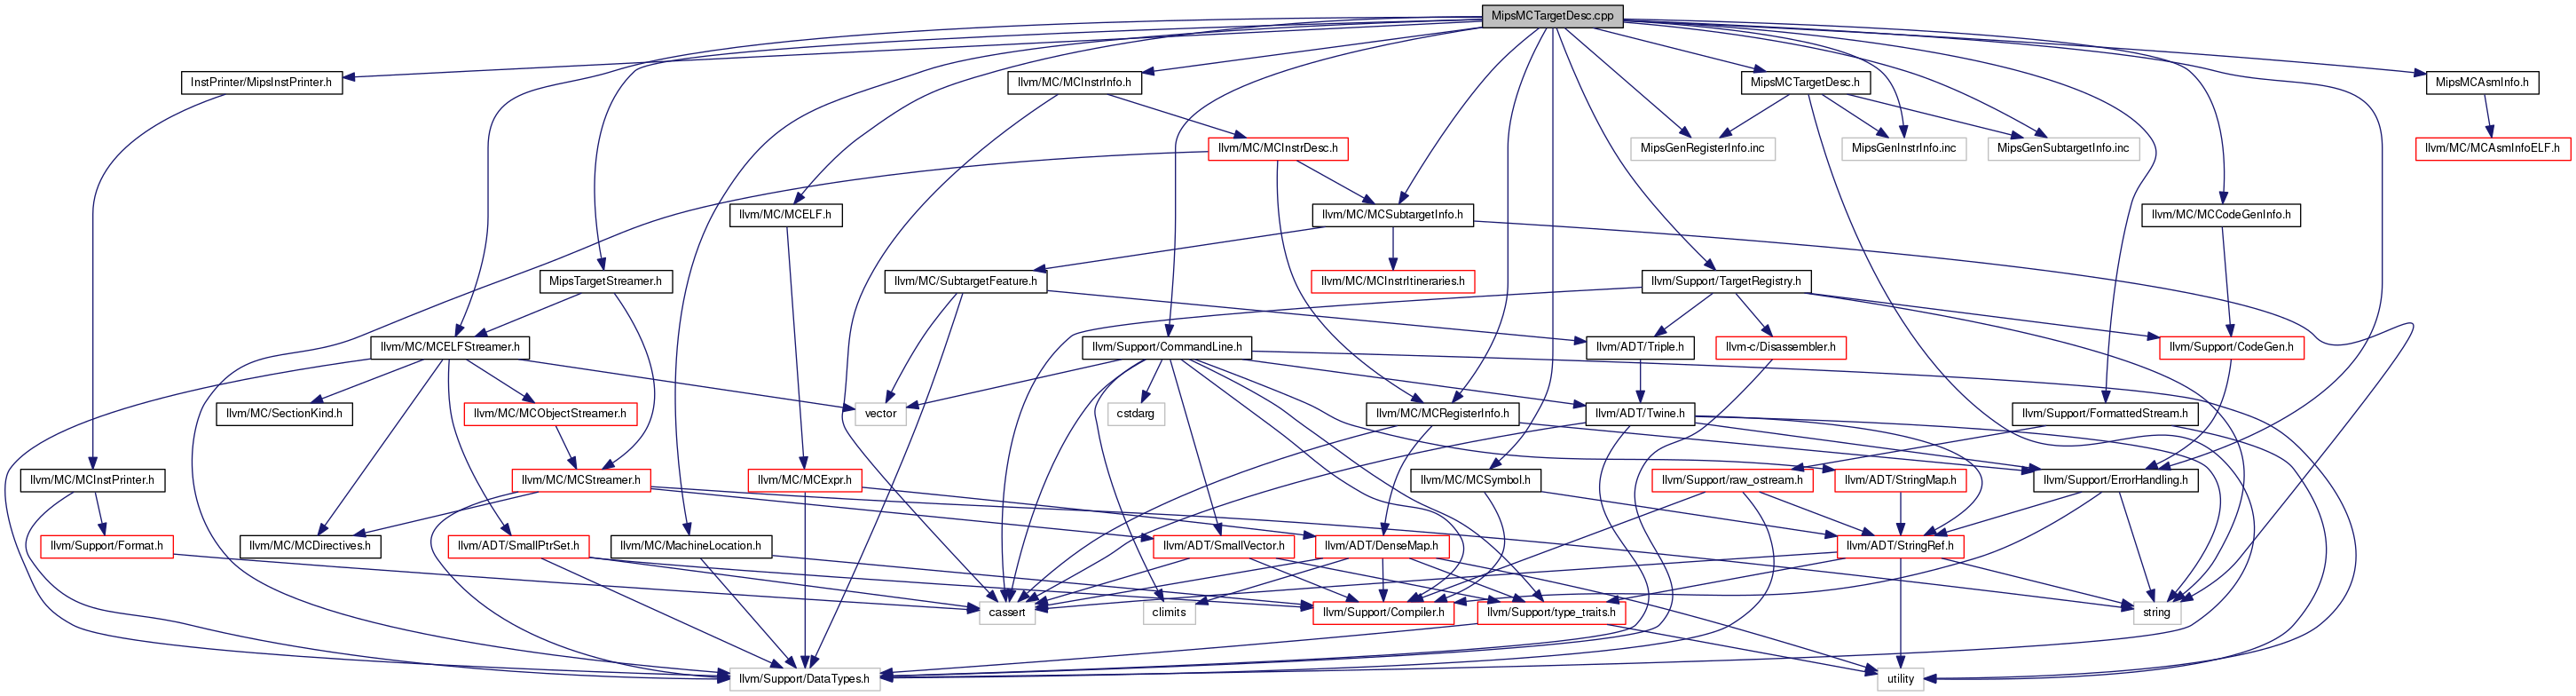 MipsMCTargetDesc.cpp
InstPrinter/MipsInstPrinter.h
llvm/MC/MCInstrInfo.h
MipsMCTargetDesc.h
MipsMCAsmInfo.h
llvm/MC/MCInstrDesc.h
MipsGenRegisterInfo.inc
MipsGenInstrInfo.inc
MipsGenSubtargetInfo.inc
llvm/MC/MCAsmInfoELF.h
llvm/MC/MCELF.h
llvm/MC/MCSubtargetInfo.h
llvm/MC/MCCodeGenInfo.h
MipsTargetStreamer.h
llvm/MC/SubtargetFeature.h
llvm/MC/MCInstrItineraries.h
llvm/Support/TargetRegistry.h
llvm/MC/MCELFStreamer.h
llvm/Support/CommandLine.h
llvm/ADT/Triple.h
llvm-c/Disassembler.h
llvm/Support/CodeGen.h
llvm/MC/SectionKind.h
llvm/MC/MCObjectStreamer.h
vector
cstdarg
llvm/MC/MCRegisterInfo.h
llvm/ADT/Twine.h
llvm/Support/FormattedStream.h
llvm/MC/MCInstPrinter.h
llvm/MC/MCStreamer.h
llvm/MC/MCExpr.h
llvm/MC/MCSymbol.h
llvm/Support/raw_ostream.h
llvm/ADT/StringMap.h
llvm/Support/ErrorHandling.h
llvm/Support/Format.h
llvm/MC/MCDirectives.h
llvm/ADT/SmallPtrSet.h
llvm/MC/MachineLocation.h
llvm/ADT/SmallVector.h
llvm/ADT/DenseMap.h
llvm/ADT/StringRef.h
cassert
climits
llvm/Support/Compiler.h
llvm/Support/type_traits.h
string
llvm/Support/DataTypes.h
utility